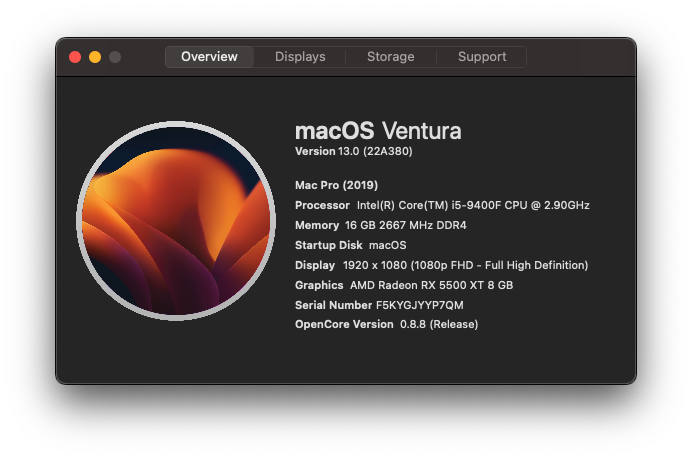 Overview Displays Storage Support
macOS Ventura
Version 13.0 (22A380)
Mac Pro (2019)
Processor Intel(R) Core(TM) i5-9400F CPU @ 2.90GHz
Memory 16 GB 2667 MHz DDR4
Startup Disk macOS
Display 1920 x 1080 (1080p FHD - Full High Definition)
Graphics AMD Radeon RX 5500 XT 8 GB
Serial Number F5KYGJYYP7QM
OpenCore Version 0.8.8 (Release)